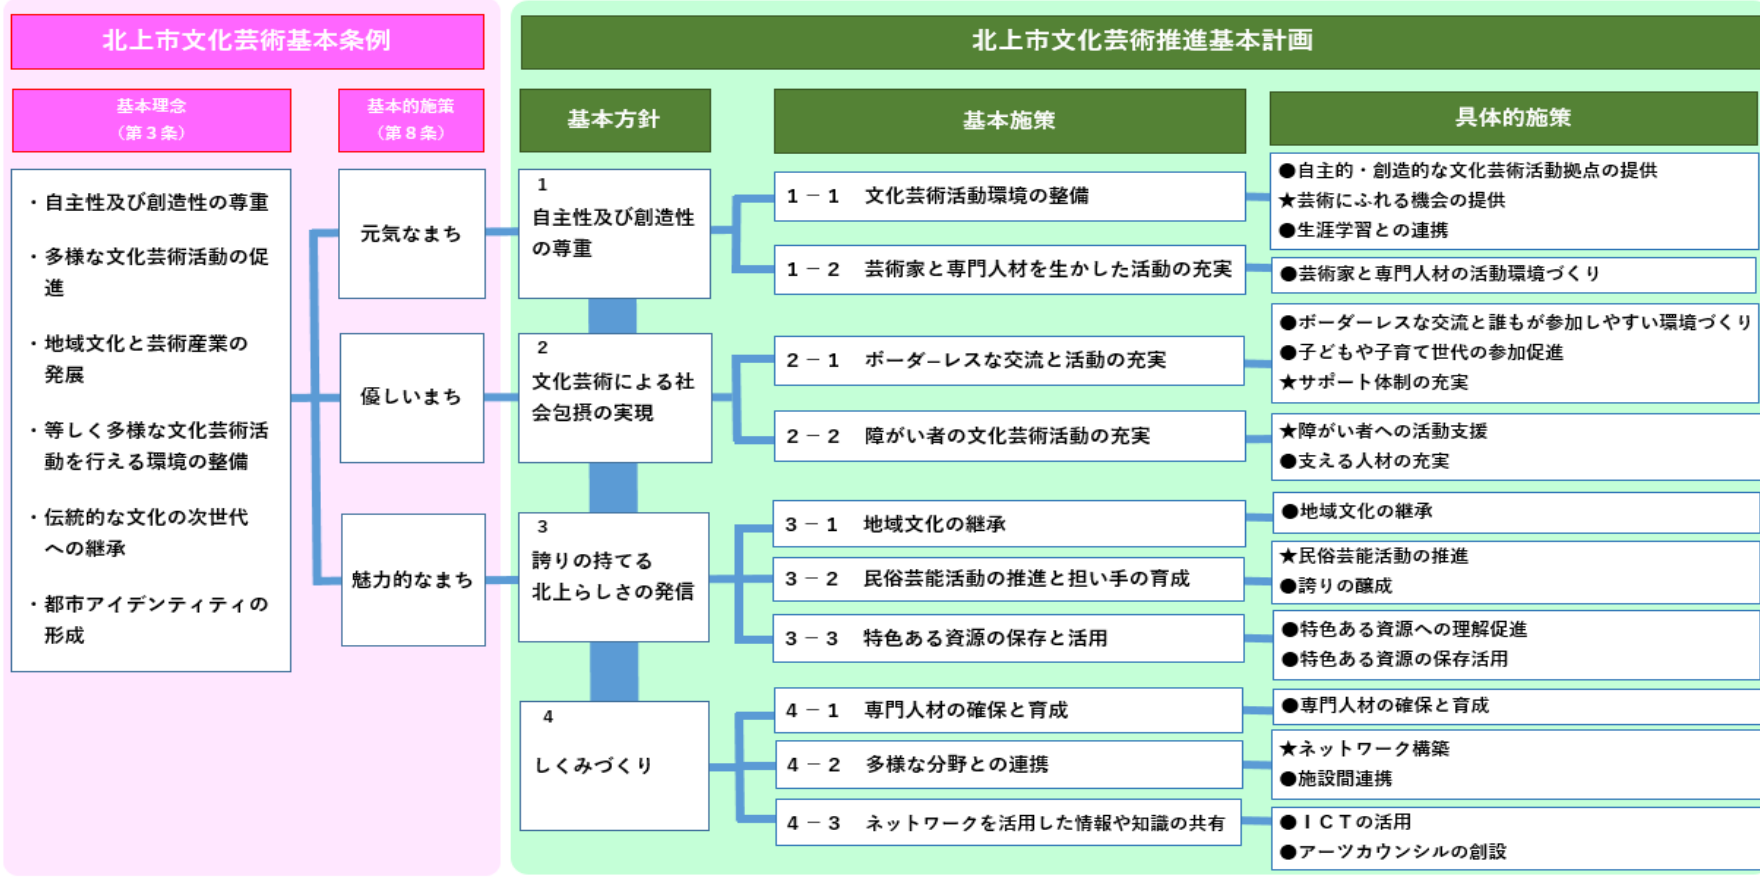 北上市文化芸術基本条例
基本理念
（第３条）
基本的施策
（第８条）
・自主性及び創造性の尊重
・多様な文化芸術活動の促
進
・地域文化と芸術産業の
発展
・等しく多様な文化芸術活
動を行える環境の整備
・伝統的な文化の次世代
への継承
・都市アイデンティティの
形成
元気なまち
優しいまち
魅力的なまち
北上市文化芸術推進基本計画
基本方針
基本施策
具体的施策
1
自主性及び創造性
の尊重
１－１　文化芸術活動環境の整備
●自主的・創造的な文化芸術活動拠点の提供
★芸術にふれる機会の提供
●生涯学習との連携
１－２　芸術家と専門人材を生かした活動の充実
●芸術家と専門人材の活動環境づくり
2
文化芸術による社
会包摂の実現
２－１　ボーダ–レスな交流と活動の充実
●ボーダーレスな交流と誰もが参加しやすい環境づくり
●子どもや子育て世代の参加促進
★サポート体制の充実
２－２　障がい者の文化芸術活動の充実
★障がい者への活動支援
●支える人材の充実
3
誇りの持てる
北上らしさの発信
３－１　地域文化の継承
●地域文化の継承
３－２　民俗芸能活動の推進と担い手の育成
★民俗芸能活動の推進
●誇りの醸成
３－３　特色ある資源の保存と活用
●特色ある資源への理解促進
●特色ある資源の保存活用
4
しくみづくり
４－１　専門人材の確保と育成
●専門人材の確保と育成
４－２　多様な分野との連携
★ネットワーク構築
●施設間連携
４－３　ネットワークを活用した情報や知識の共有
●ＩＣＴの活用
●アーツカウンシルの創設